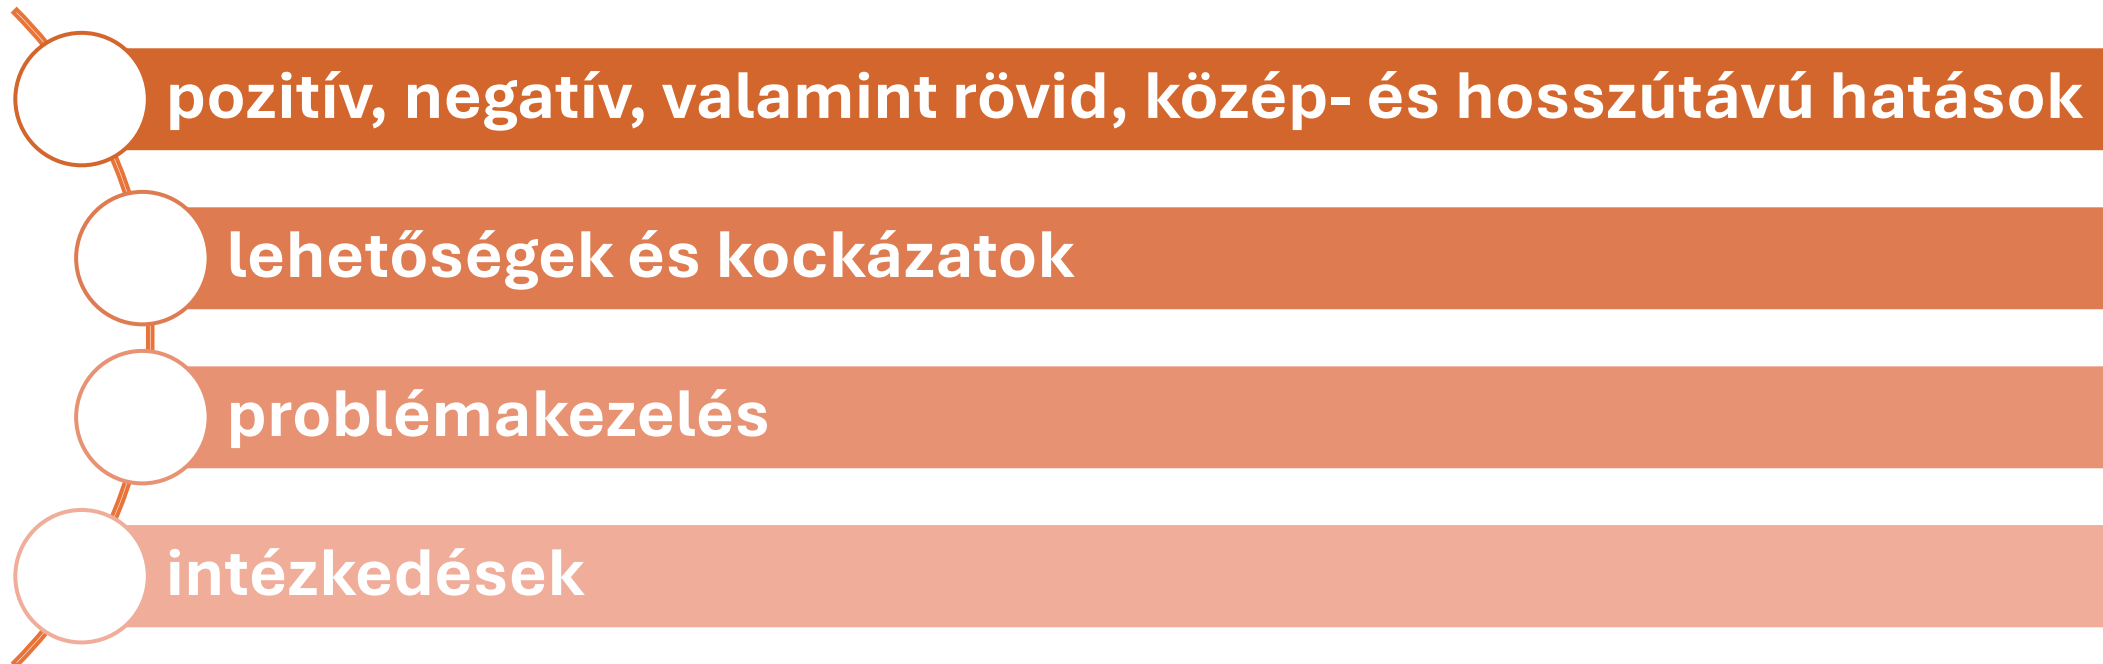 pozitív, negatív, valamint rövid, közép- és hosszútávú hatások
lehetőségek és kockázatok
problémakezelés
intézkedések